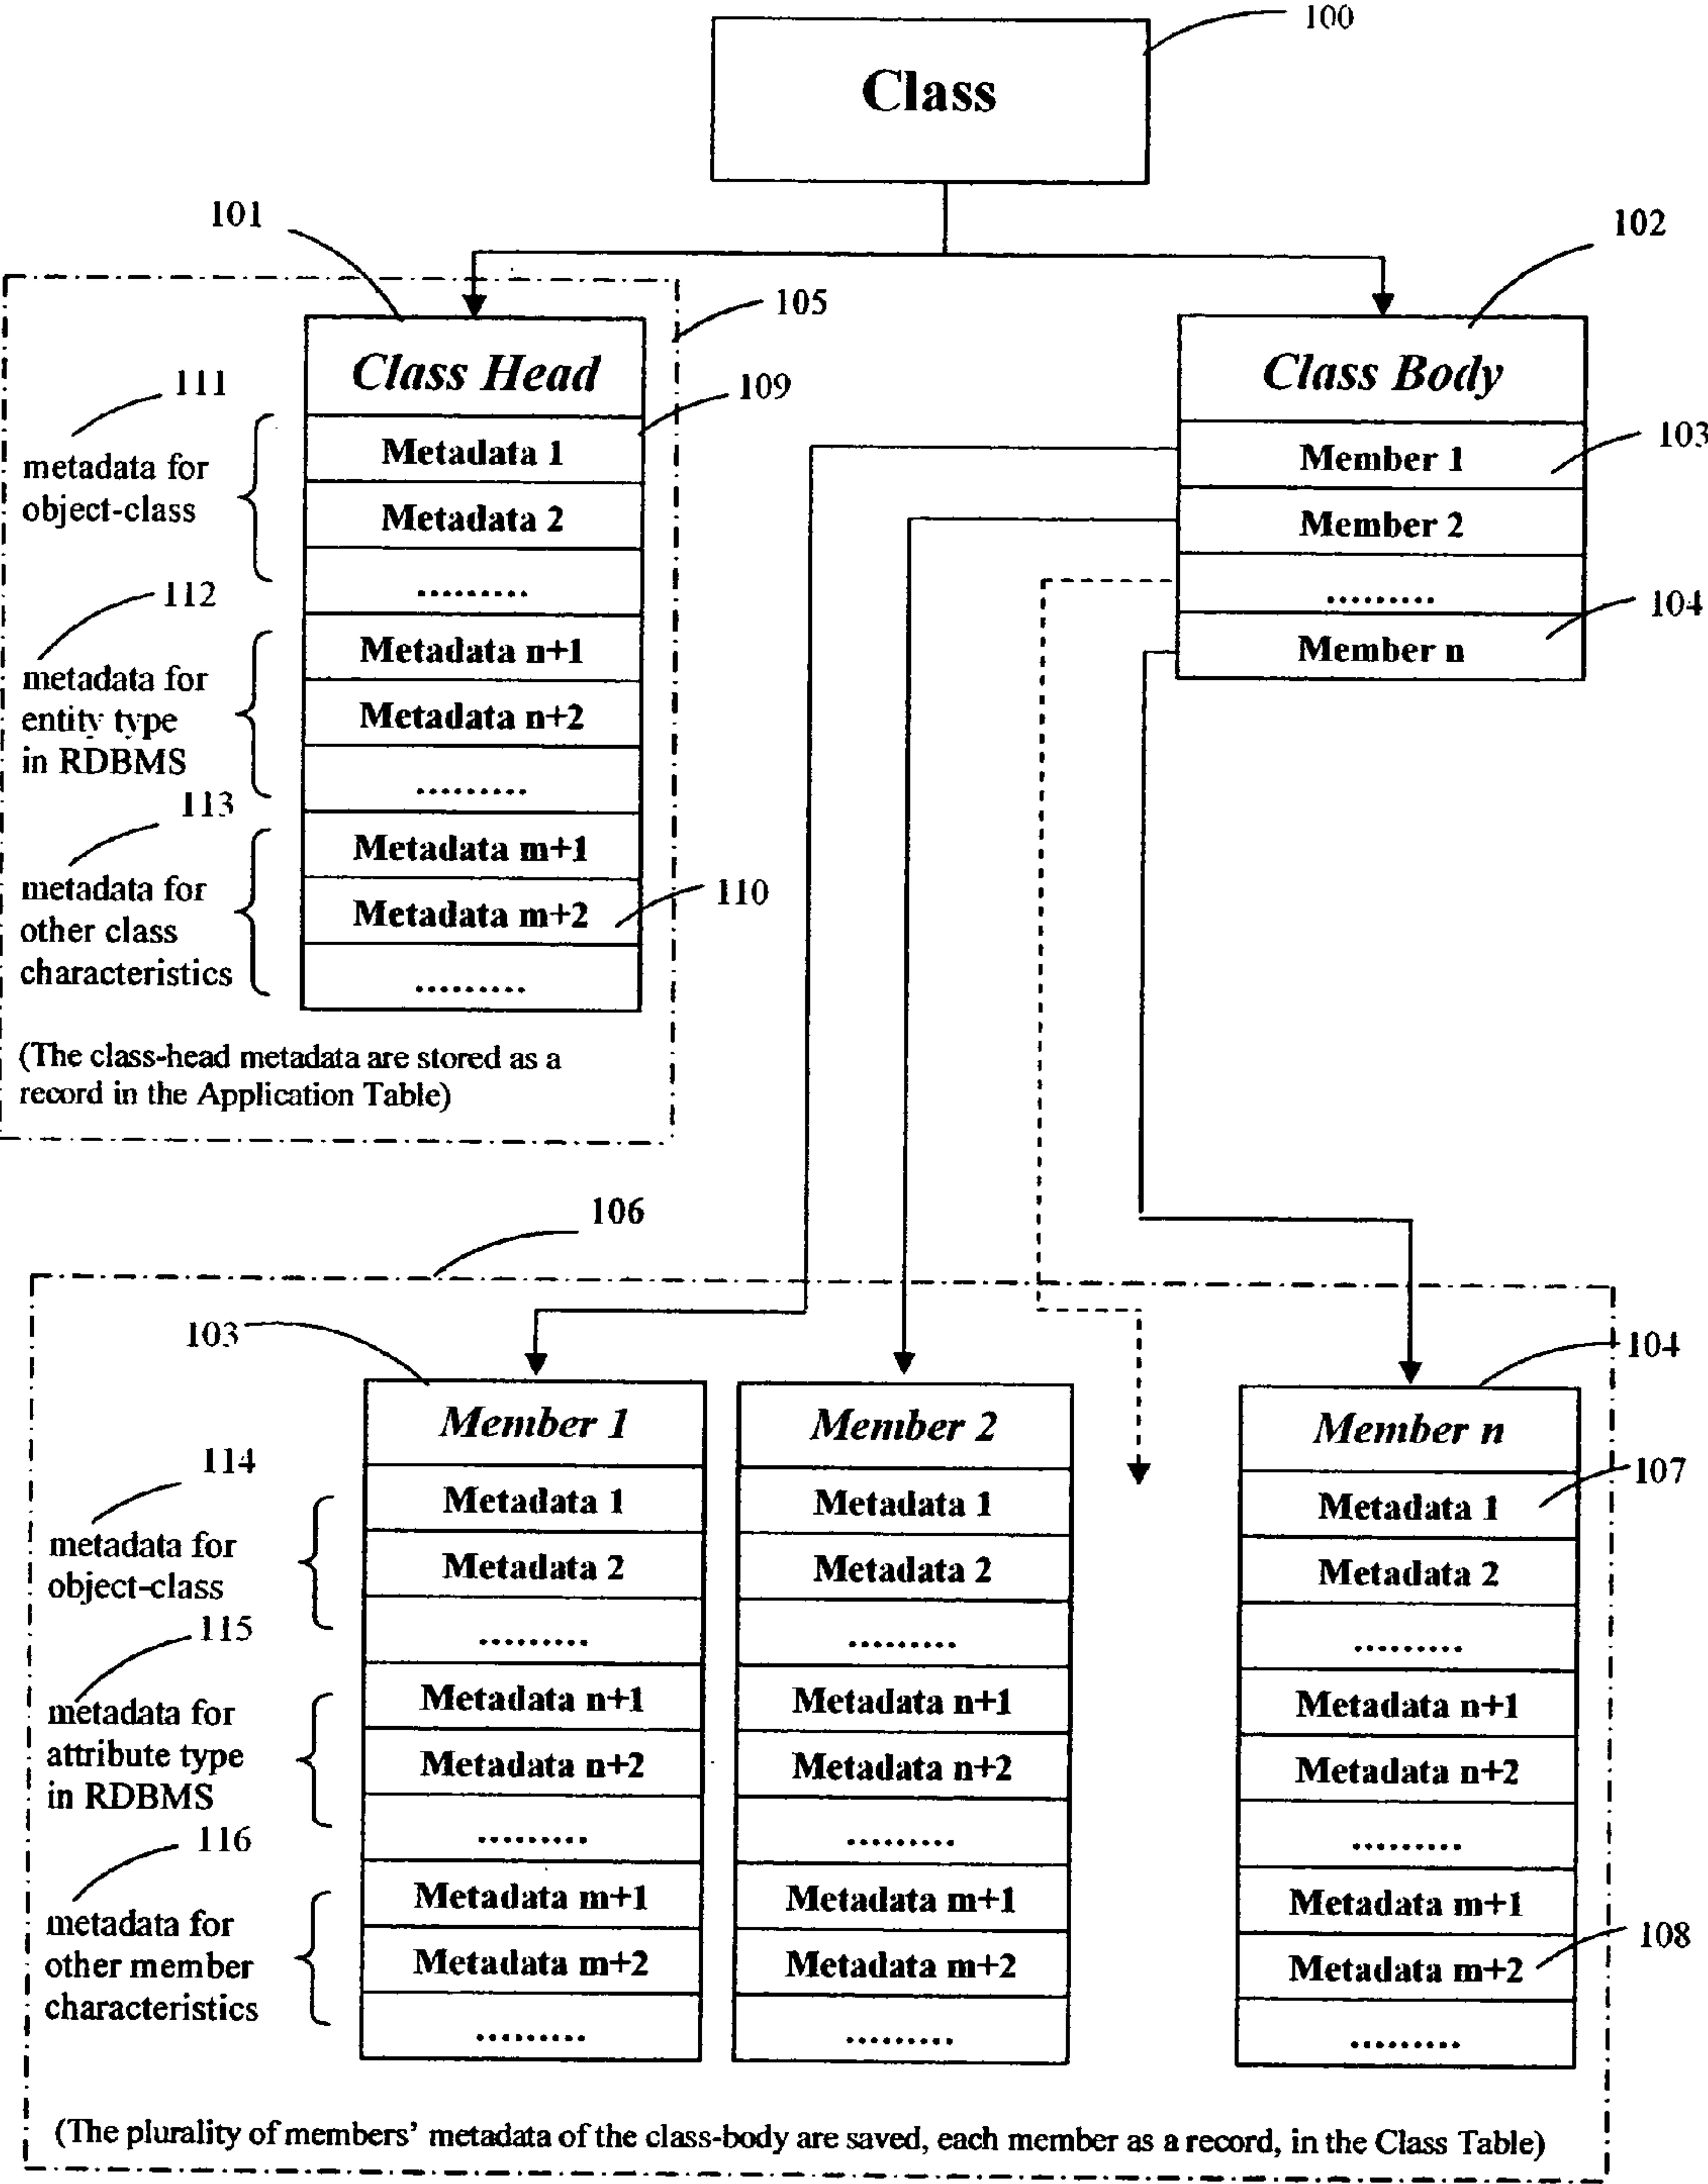 100
Class
101
102
105
Class Head
111
109
metadata for
object-class
Metadata 1
Metadata 2
.........
112
metadata for
entity type
in RDBMS
Metadata n+1
Metadata n+2
.........
113
metadata for
other class
characteristics
Metadata m+1
Metadata m+2
110
.........
(The class-head metadata are stored as a
record in the Application Table)
Class Body
Member 1
103
Member 2
.........
104
Member n
106
103
104
Member 1
Metadata 1
Metadata 2
.........
Metadata n+1
Metadata n+2
.........
Metadata m+1
Metadata m+2
.........
114
metadata for
object-class
115
metadata for
attribute type
in RDBMS
116
metadata for
other member
characteristics
Member 2
Metadata 1
Metadata 2
.........
Metadata n+1
Metadata n+2
.........
Metadata m+1
Metadata m+2
.........
Member n
107
Metadata 1
Metadata 2
.........
Metadata n+1
Metadata n+2
.........
Metadata m+1
Metadata m+2
108
.........
(The plurality of members’ metadata of the class-body are saved, each member as a record, in the Class Table)